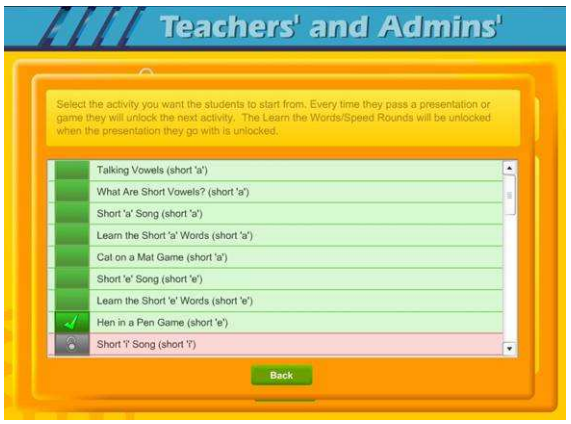 Teachers' and Admins'
Select the activity you want the students to start from. Every time they pass a presentation or
game they will unlock the next activity. The Learn the Words/Speed Rounds will be unlocked
when the presentation they go with is unlocked.
Talking Vowels (short 'a')
What Are Short Vowels? (short 'a')
Short 'a' Song (short 'a')
Learn the Short 'a' Words (short 'a')
Cat on a Mat Game (short 'a')
Short 'e' Song (short 'e')
Learn the Short 'e' Words (short 'e')
Hen in a Pen Game (short 'e')
Short 'i' Song (short 'i')
Back